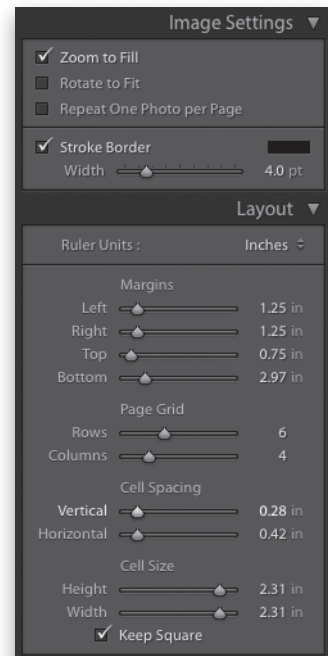 Image Settings ▼
Zoom to Fill
Rotate to Fit
Repeat One Photo per Page
Stroke Border
Width 4.0 pt
Layout ▼
Ruler Units : Inches
Margins
Left 1.25 in
Right 1.25 in
Top 0.75 in
Bottom 2.97 in
Page Grid
Rows 6
Columns 4
Cell Spacing
Vertical 0.28 in
Horizontal 0.42 in
Cell Size
Height 2.31 in
Width 2.31 in
Keep Square